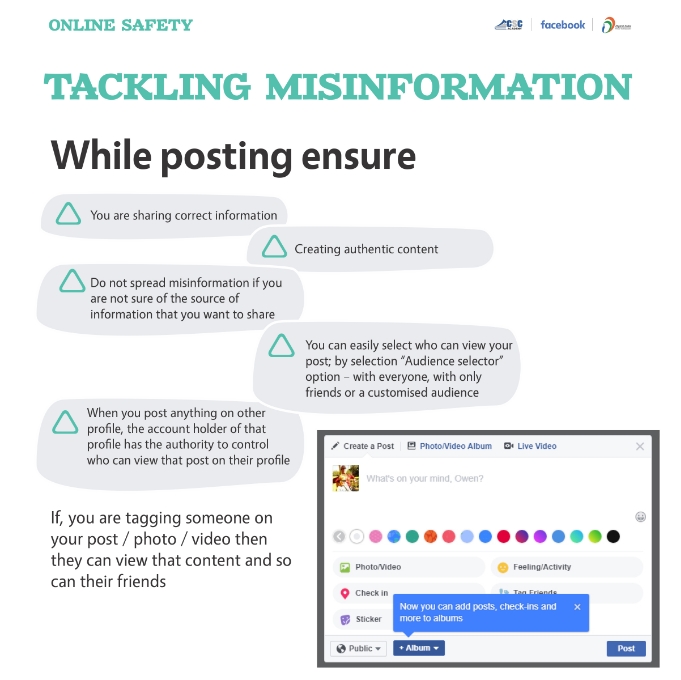 ONLINE SAFETY
CSC
ACADEMY
facebook
TACKLING MISINFORMATION
While posting ensure
You are sharing correct information
Creating authentic content
Do not spread misinformation if you
are not sure of the source of
information that you want to share
You can easily select who can view your
post; by selection “Audience selector”
option – with everyone, with only
friends or a customised audience
When you post anything on other
profile, the account holder of that
profile has the authority to control
who can view that post on their profile
If, you are tagging someone on
your post / photo / video then
they can view that content and so
can their friends
Create a Post
Photo/Video Album
Live Video
What's on your mind, Owen?
Photo/Video
Feeling/Activity
Check in
Tag Friends
Sticker
Now you can add posts, check-ins and
more to albums
Public
+ Album
Post